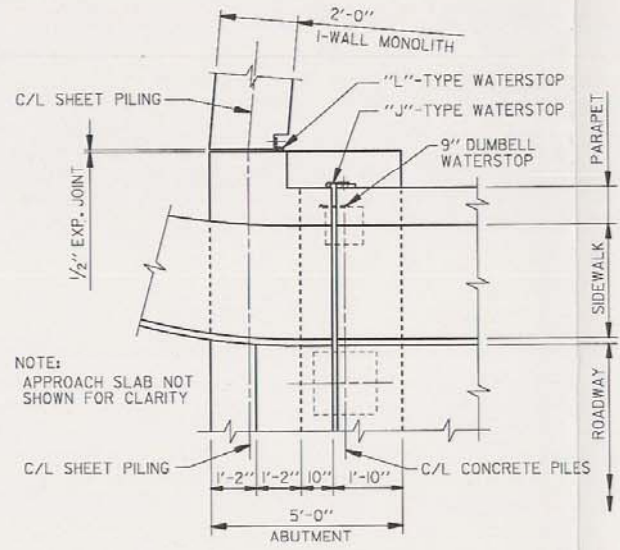 2'-0"
I-WALL MONOLITH
C/L SHEET PILING
"L"-TYPE WATERSTOP
"J"-TYPE WATERSTOP
9" DUMBELL
WATERSTOP
1/2" EXP. JOINT
PARAPET
SIDEWALK
ROADWAY
NOTE:
APPROACH SLAB NOT
SHOWN FOR CLARITY
C/L SHEET PILING
C/L CONCRETE PILES
1'-2" 1'-2" 10" 1'-10"
5'-0"
ABUTMENT